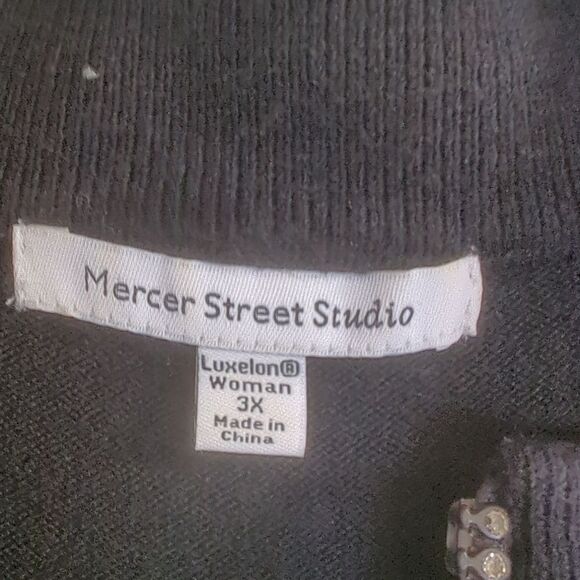 Mercer Street Studio
Luxelon®
Woman
3X
Made in
China